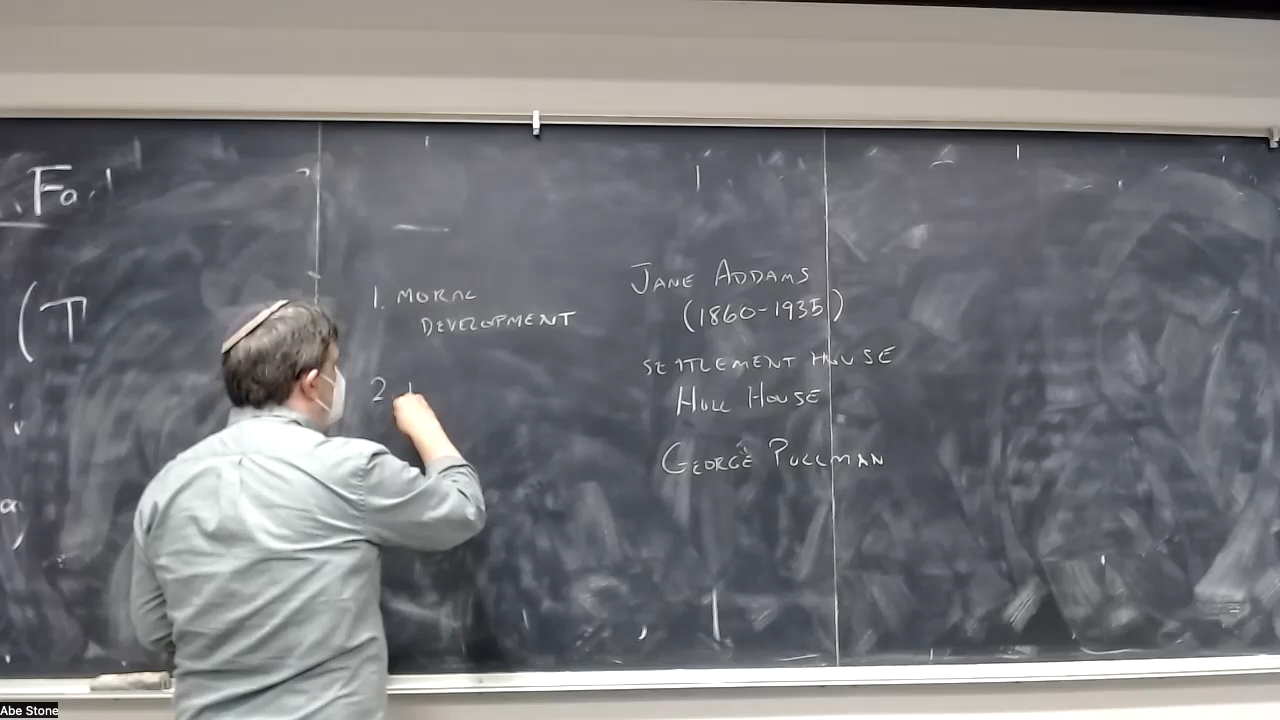 Fa
(T
1. MORAL
DEVELOPMENT
2.
JANE ADDAMS
(1860-1935)
SETTLEMENT HOUSE
HULL HOUSE
GEORGE PULLMAN
Abe Stone